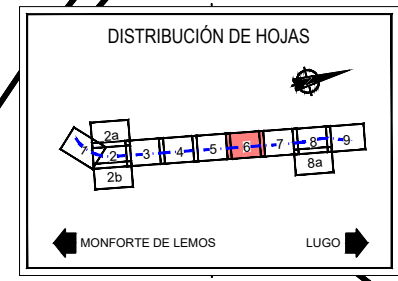 DISTRIBUCIÓN DE HOJAS
2a
1 2 3 4 5 6 7 8 9
2b
8a
MONFORTE DE LEMOS LUGO